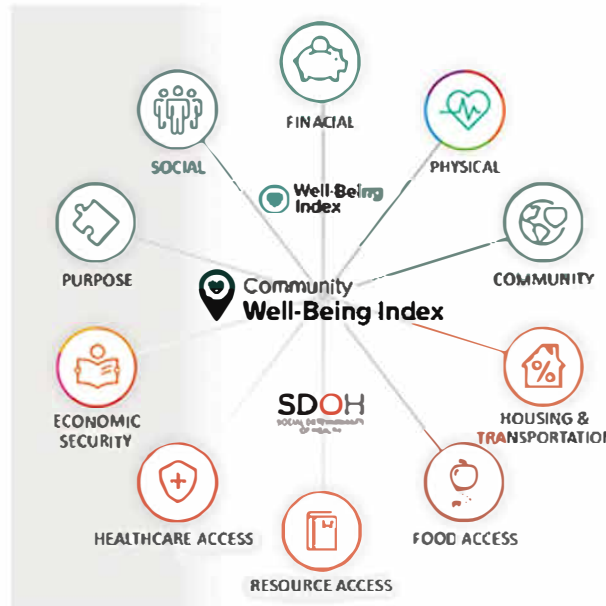 FINACIAL
SOCIAL
PHYSICAL
Well-Being
Index
PURPOSE
COMMUNITY
Community
Well-Being Index
ECONOMIC
SECURITY
SDOH
HOUSING &
TRANSPORTATION
%
HEALTHCARE ACCESS
FOOD ACCESS
RESOURCE ACCESS